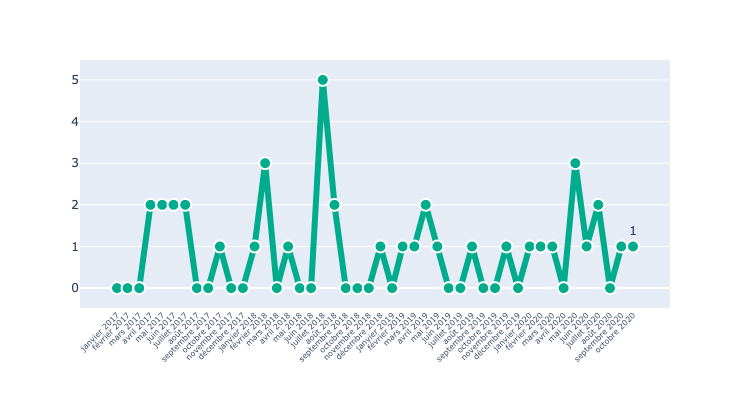 5
4
3
2
1
0
1
janvier 2017
février 2017
mars 2017
avril 2017
mai 2017
juin 2017
juillet 2017
août 2017
septembre 2017
octobre 2017
novembre 2017
décembre 2017
janvier 2018
février 2018
mars 2018
avril 2018
mai 2018
juin 2018
juillet 2018
août 2018
septembre 2018
octobre 2018
novembre 2018
décembre 2018
janvier 2019
février 2019
mars 2019
avril 2019
mai 2019
juin 2019
juillet 2019
août 2019
septembre 2019
octobre 2019
novembre 2019
décembre 2019
janvier 2020
février 2020
mars 2020
avril 2020
mai 2020
juin 2020
juillet 2020
août 2020
septembre 2020
octobre 2020